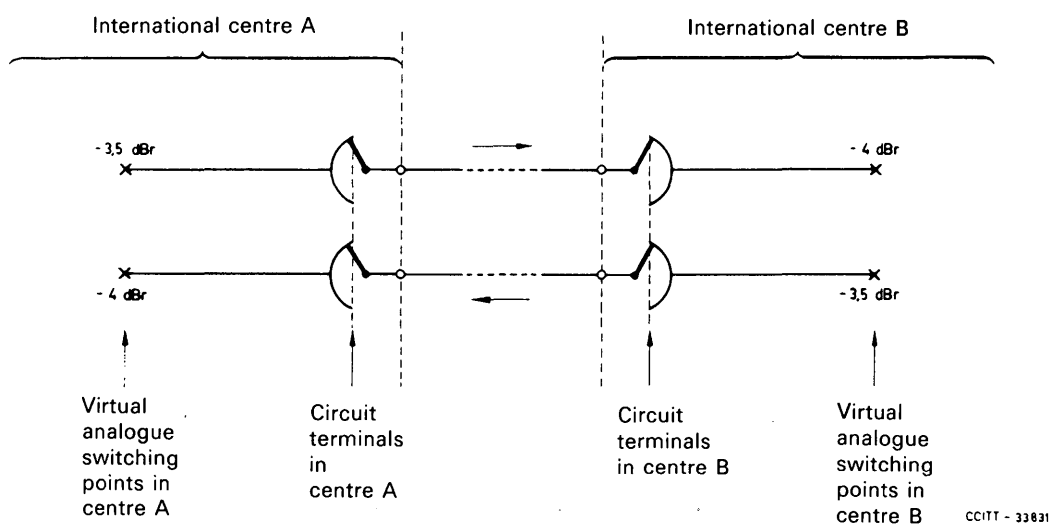 International centre A
International centre B
- 3,5 dBr
- 4 dBr
- 4 dBr
- 3,5 dBr
Virtual
analogue
switching
points in
centre A
Circuit
terminals
in
centre A
Circuit
terminals
in centre B
Virtual
analogue
switching
points in
centre B
CCITT - 33831